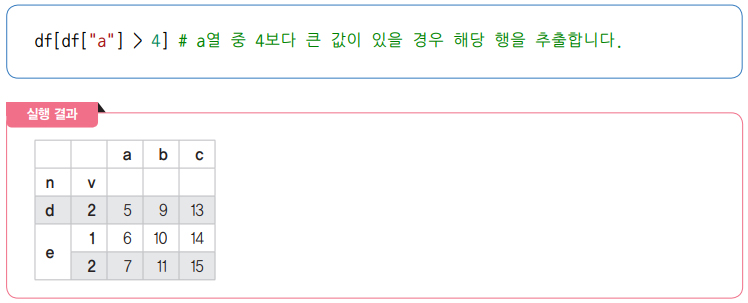 df[df["a"] > 4] # a열 중 4보다 큰 값이 있을 경우 해당 행을 추출합니다.
실행 결과
a b c
n v
d 2 5 9 13
e 1 6 10 14
2 7 11 15